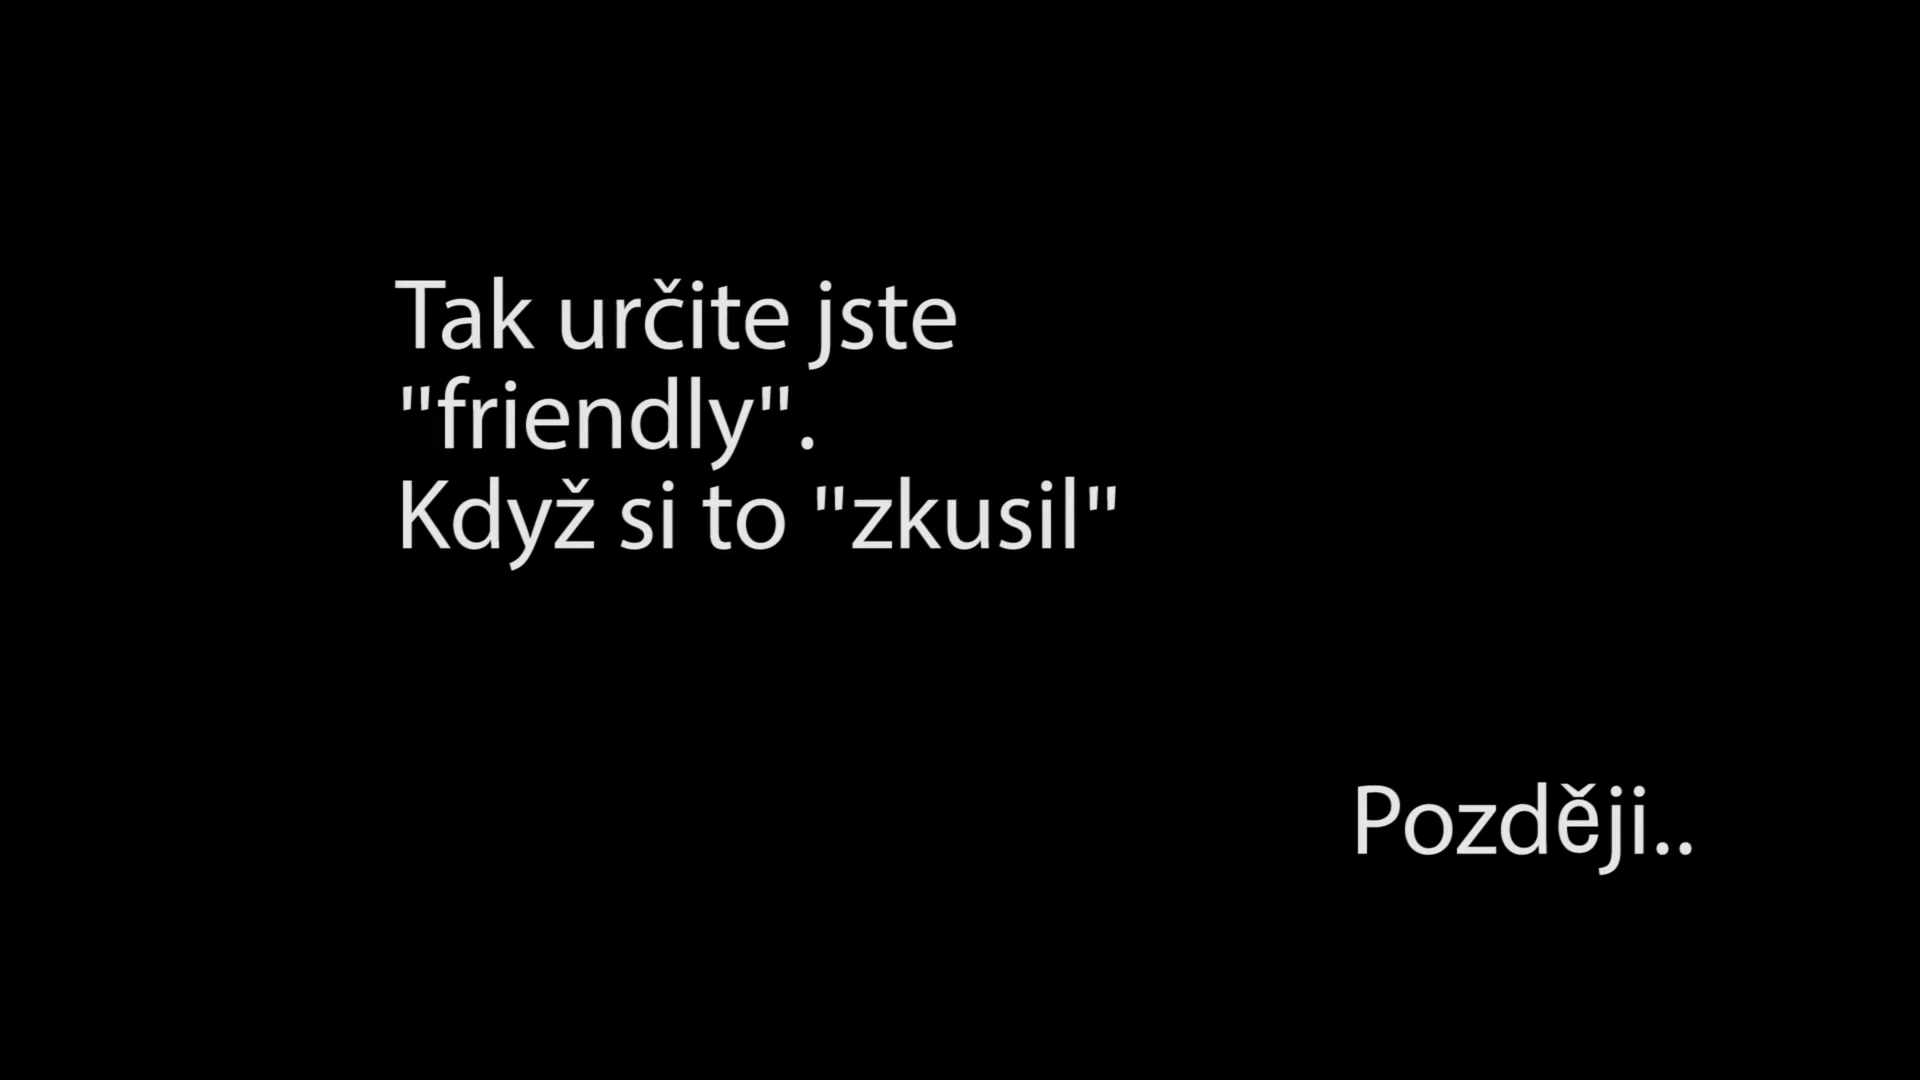 Tak určite jste
"friendly".
Když si to "zkusil"
Později..